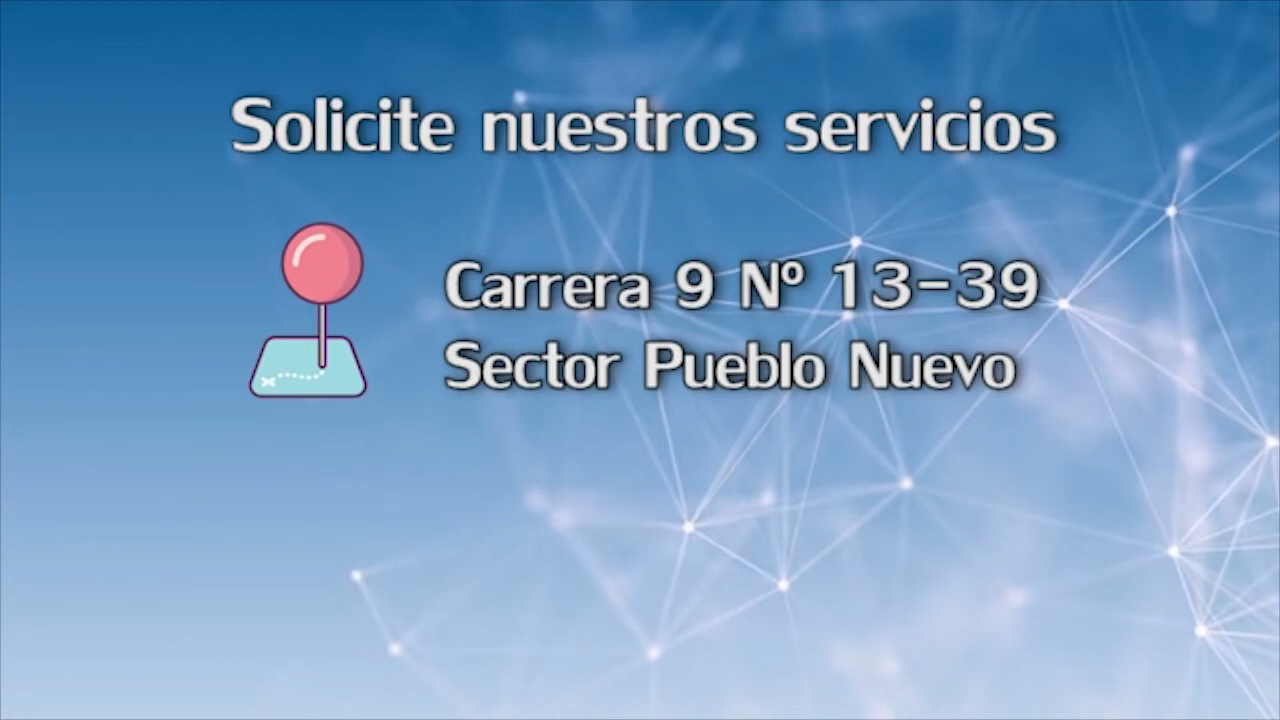 Solicite nuestros servicios
Carrera 9 Nº 13-39
Sector Pueblo Nuevo